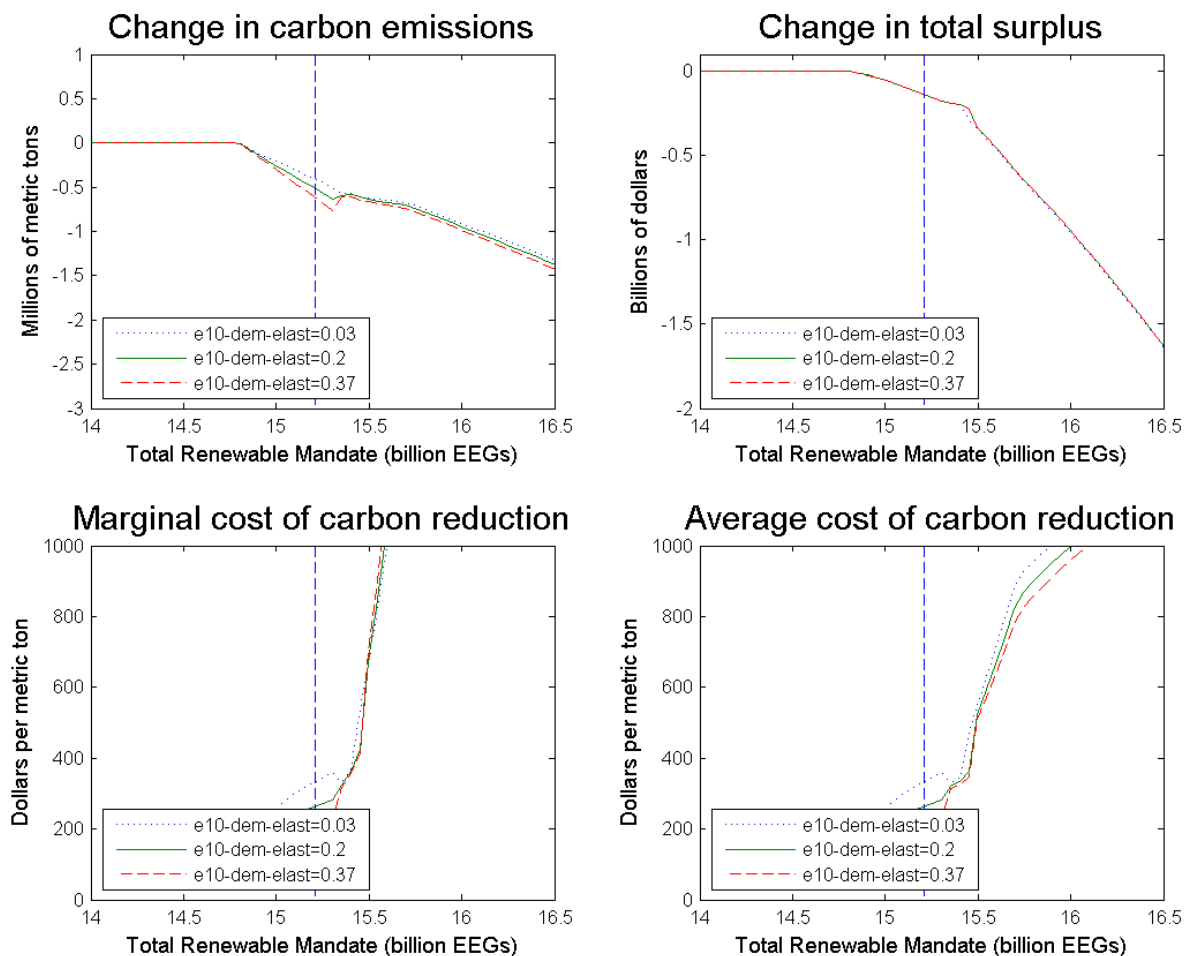 Change in carbon emissions
1
0.5
0
-0.5
-1
-1.5
-2
-2.5
-3
Millions of metric tons
e10-dem-elast=0.03
e10-dem-elast=0.2
e10-dem-elast=0.37
14 14.5 15 15.5 16 16.5
Total Renewable Mandate (billion EEGs)
Change in total surplus
0
-0.5
-1
-1.5
-2
Billions of dollars
e10-dem-elast=0.03
e10-dem-elast=0.2
e10-dem-elast=0.37
14 14.5 15 15.5 16 16.5
Total Renewable Mandate (billion EEGs)
Marginal cost of carbon reduction
1000
800
600
400
200
0
Dollars per metric ton
e10-dem-elast=0.03
e10-dem-elast=0.2
e10-dem-elast=0.37
14 14.5 15 15.5 16 16.5
Total Renewable Mandate (billion EEGs)
Average cost of carbon reduction
1000
800
600
400
200
0
Dollars per metric ton
e10-dem-elast=0.03
e10-dem-elast=0.2
e10-dem-elast=0.37
14 14.5 15 15.5 16 16.5
Total Renewable Mandate (billion EEGs)